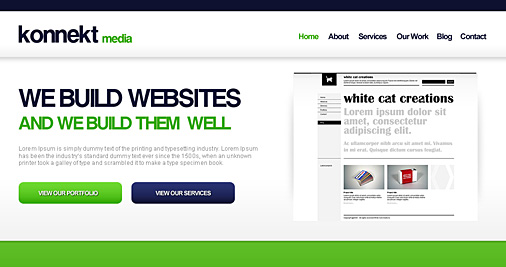 konnekt media
Home About Services Our Work Blog Contact
WE BUILD WEBSITES
AND WE BUILD THEM WELL
Lorem Ipsum is simply dummy text of the printing and typesetting industry. Lorem Ipsum
has been the industry's standard dummy text ever since the 1500s, when an unknown
printer took a galley of type and scrambled it to make a type specimen book.
VIEW OUR PORTFOLIO
VIEW OUR SERVICES
white cat creations
white cat creations
Lorem ipsum dolor sit
amet, consectetur
adipiscing elit.